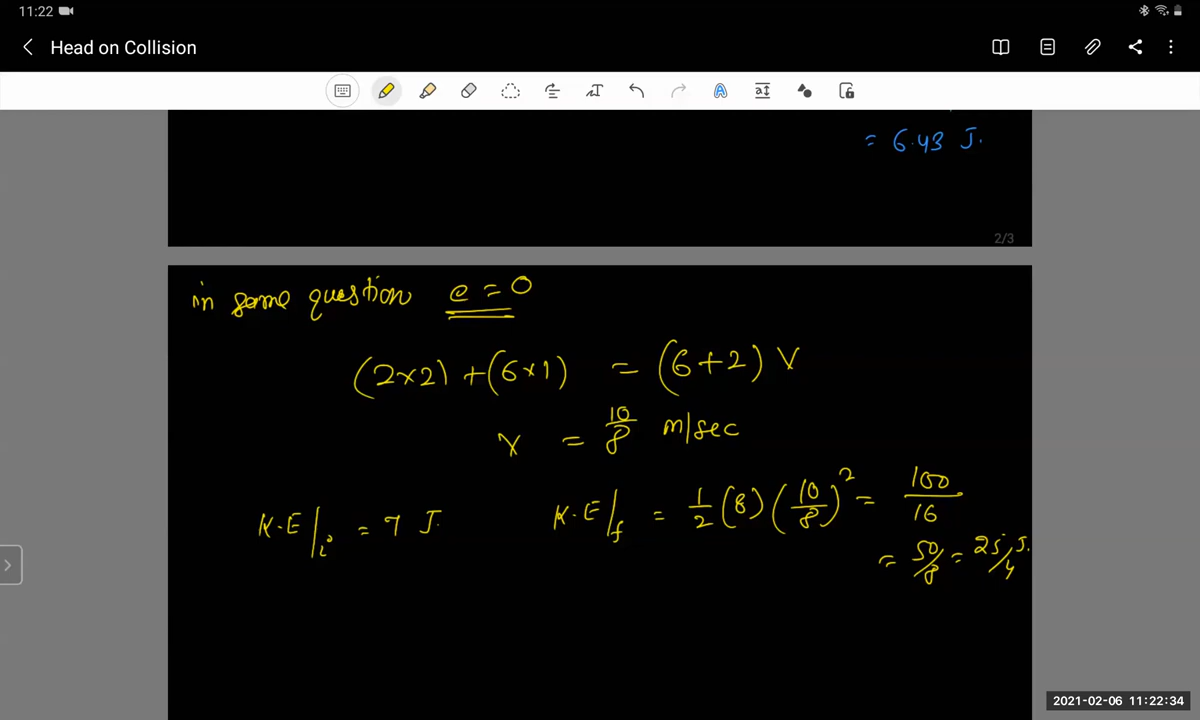 11:22
Head on Collision
= 6.43 J.
2/3
in same question e = 0
(2×2) + (6×1) = (6+2) V
V = 10/8 m/sec
K.E/i = 7 J. K.E/f = 1/2 (8) (10/8)² = 100/16
= 50/8 = 25/4 J.
2021-02-06 11:22:34